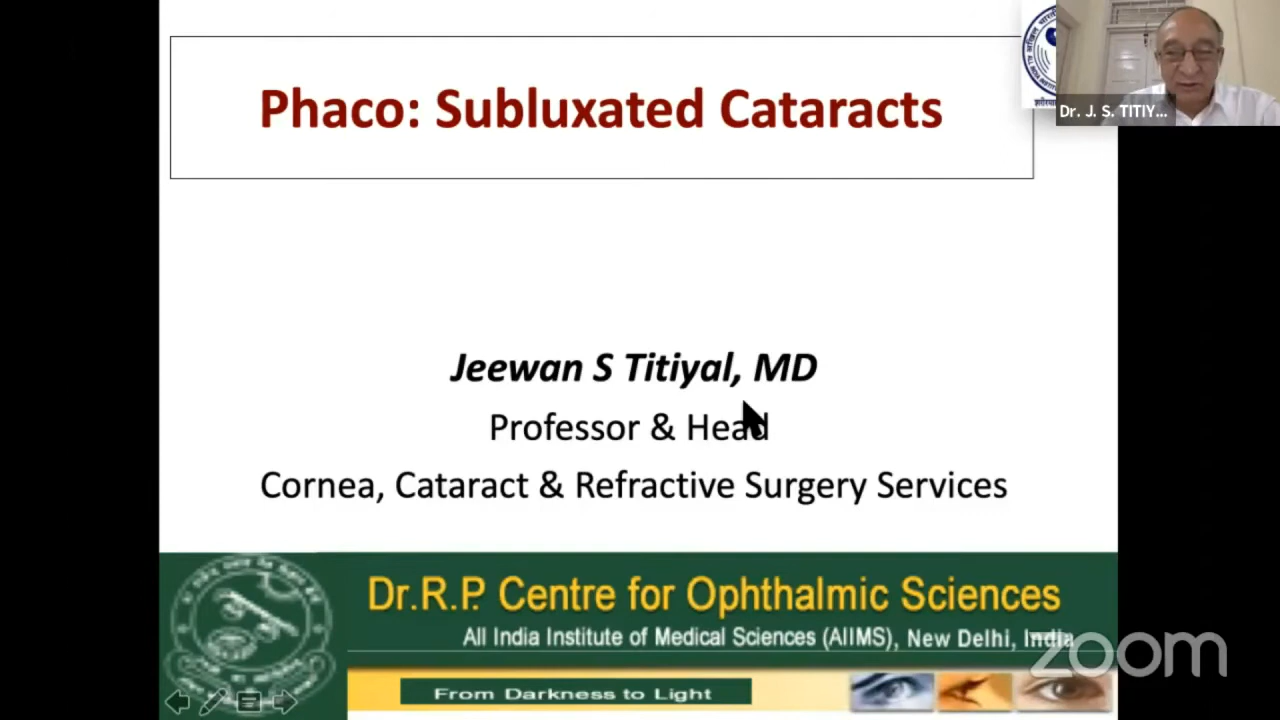 Phaco: Subluxated Cataracts
Dr. J. S. TITIY...
Jeewan S Titiyal, MD
Professor & Head
Cornea, Cataract & Refractive Surgery Services
Dr.R.P. Centre for Ophthalmic Sciences
All India Institute of Medical Sciences (AIIMS), New Delhi, India
zoom
From Darkness to Light